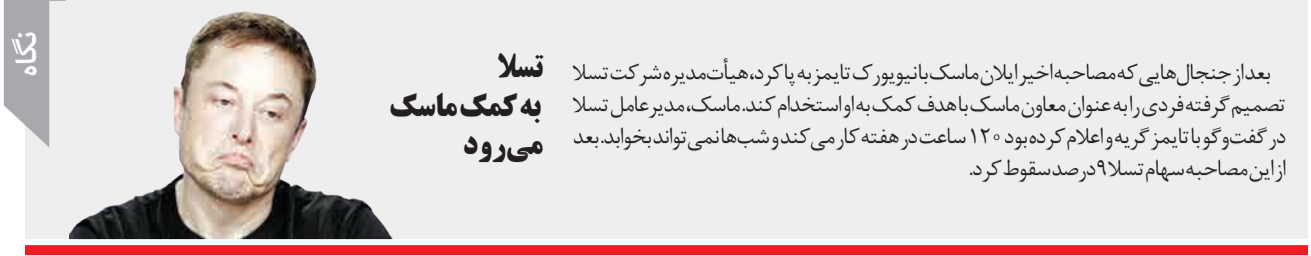 نگاه
تسلا
به کمک ماسک
می‌رود
بعد از جنجال‌هایی که مصاحبه اخیر ایلان ماسک با نیویورک تایمز به پا کرد، هیأت مدیره شرکت تسلا
تصمیم گرفته فردی را به عنوان معاون ماسک با هدف کمک به او استخدام کند. ماسک، مدیر عامل تسلا
در گفت‌وگو با تایمز گریه و اعلام کرده بود ۱۲۰ ساعت در هفته کار می‌کند و شب‌ها نمی‌تواند بخوابد. بعد
از این مصاحبه سهام تسلا ۹ درصد سقوط کرد.